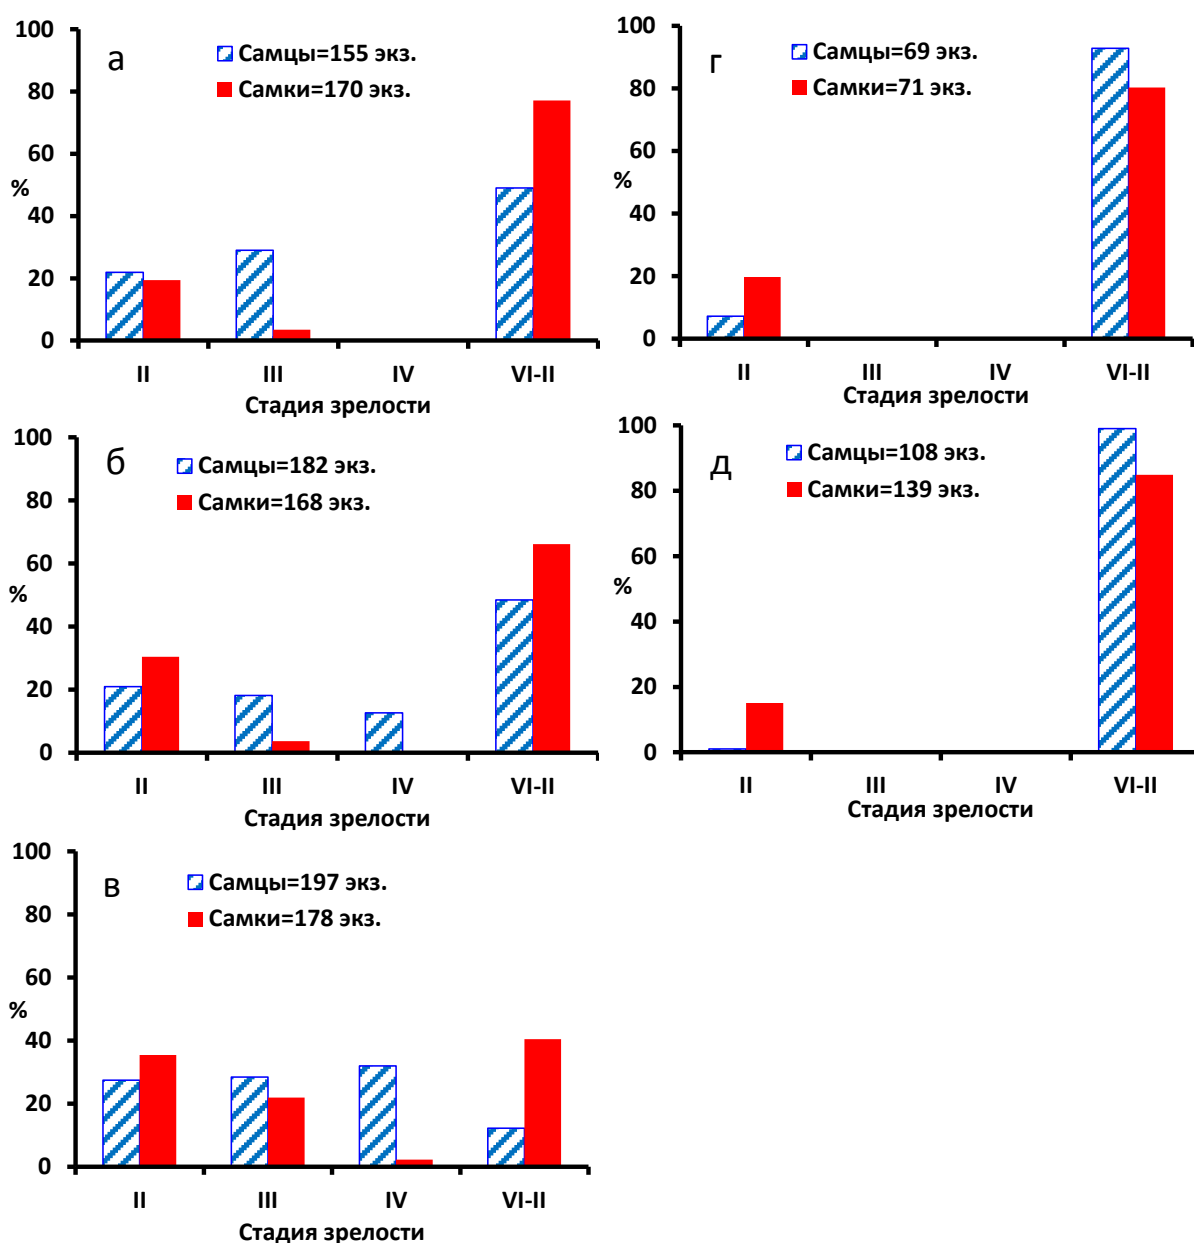 а
Самцы=155 экз.
Самки=170 экз.
100
80
60
%
40
20
0
II III IV VI-II
Стадия зрелости
б
Самцы=182 экз.
Самки=168 экз.
100
80
60
%
40
20
0
II III IV VI-II
Стадия зрелости
в
Самцы=197 экз.
Самки=178 экз.
100
80
60
%
40
20
0
II III IV VI-II
Стадия зрелости
г
Самцы=69 экз.
Самки=71 экз.
100
80
60
%
40
20
0
II III IV VI-II
Стадия зрелости
д
Самцы=108 экз.
Самки=139 экз.
100
80
60
%
40
20
0
II III IV VI-II
Стадия зрелости